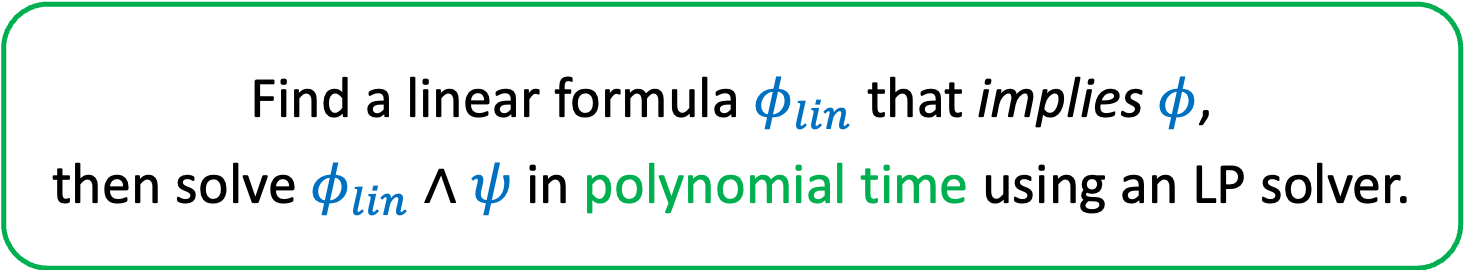 Find a linear formula ϕ_lin that implies ϕ,
then solve ϕ_lin ∧ ψ in polynomial time using an LP solver.